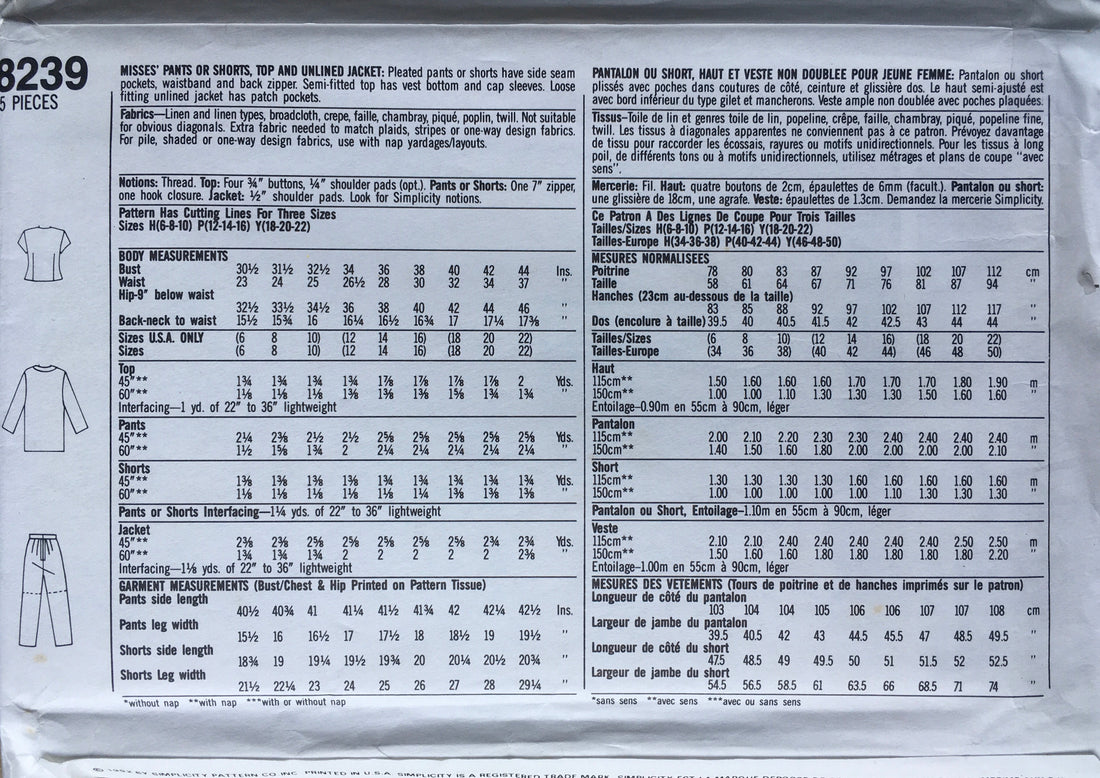 8239
5 PIECES
MISSES' PANTS OR SHORTS, TOP AND UNLINED JACKET: Pleated pants or shorts have side seam
pockets, waistband and back zipper. Semi-fitted top has vest bottom and cap sleeves. Loose
fitting unlined jacket has patch pockets.
Fabrics—Linen and linen types, broadcloth, crepe, faille, chambray, piqué, poplin, twill. Not suitable
for obvious diagonals. Extra fabric needed to match plaids, stripes or one-way design fabrics.
For pile, shaded or one-way design fabrics, use with nap yardages/layouts.
Notions: Thread. Top: Four ¾" buttons, ¼" shoulder pads (opt.). Pants or Shorts: One 7" zipper,
one hook closure. Jacket: ½" shoulder pads. Look for Simplicity notions.
Pattern Has Cutting Lines For Three Sizes
Sizes H(6-8-10) P(12-14-16) Y(18-20-22)
BODY MEASUREMENTS
Bust 30½ 31½ 32½ 34 36 38 40 42 44 Ins.
Waist 23 24 25 26½ 28 30 32 34 37 "
Hip-9" below waist
32½ 33½ 34½ 36 38 40 42 44 46 "
Back-neck to waist 15½ 15¾ 16 16¼ 16½ 16¾ 17 17¼ 17⅜ "
Sizes U.S.A. ONLY (6 8 10) (12 14 16) (18 20 22)
Sizes (6 8 10) (12 14 16) (18 20 22)
Top
45"** 1¾ 1¾ 1¾ 1¾ 1⅞ 1⅞ 1⅞ 1⅞ 2 Yds.
60"** 1⅛ 1⅛ 1⅛ 1⅜ 1⅜ 1⅜ 1⅝ 1¾ 1¾ "
Interfacing—1 yd. of 22" to 36" lightweight
Pants
45"** 2¼ 2⅜ 2½ 2½ 2⅝ 2⅝ 2⅝ 2⅝ 2⅝ Yds.
60"** 1½ 1⅝ 1¾ 2 2¼ 2¼ 2¼ 2¼ 2¼ "
Shorts
45"** 1⅜ 1⅜ 1⅜ 1⅜ 1¾ 1¾ 1¾ 1¾ 1¾ Yds.
60"** 1⅛ 1⅛ 1⅛ 1⅛ 1⅛ 1¼ 1⅜ 1⅜ 1⅜ "
Pants or Shorts Interfacing—1¼ yds. of 22" to 36" lightweight
Jacket
45"** 2⅜ 2⅜ 2⅝ 2⅝ 2⅝ 2⅝ 2⅝ 2¾ 2¾ Yds.
60"** 1¾ 1¾ 1¾ 2 2 2 2 2 2⅜ "
Interfacing—1⅛ yds. of 22" to 36" lightweight
GARMENT MEASUREMENTS (Bust/Chest & Hip Printed on Pattern Tissue)
Pants side length
40½ 40¾ 41 41¼ 41½ 41¾ 42 42¼ 42½ Ins.
Pants leg width
15½ 16 16½ 17 17½ 18 18½ 19 19½ "
Shorts side length
18¾ 19 19¼ 19½ 19¾ 20 20¼ 20½ 20¾ "
Shorts Leg width
21½ 22¼ 23 24 25 26 27 28 29¼ "
*without nap **with nap ***with or without nap
PANTALON OU SHORT, HAUT ET VESTE NON DOUBLEE POUR JEUNE FEMME: Pantalon ou short
plissés avec poches dans coutures de côté, ceinture et glissière dos. Le haut semi-ajusté est
avec bord inférieur du type gilet et mancherons. Veste ample non doublée avec poches plaquées.
Tissus-Toile de lin et genres toile de lin, popeline, crêpe, faille, chambray, piqué, popeline fine,
twill. Les tissus à diagonales apparentes ne conviennent pas à ce patron. Prévoyez davantage
de tissu pour raccorder les écossais, rayures ou motifs unidirectionnels. Pour les tissus à long
poil, de différents tons ou à motifs unidirectionnels, utilisez métrages et plans de coupe "avec
sens".
Mercerie: Fil. Haut: quatre boutons de 2cm, épaulettes de 6mm (facult.). Pantalon ou short:
une glissière de 18cm, une agrafe. Veste: épaulettes de 1.3cm. Demandez la mercerie Simplicity.
Ce Patron A Des Lignes De Coupe Pour Trois Tailles
Tailles/Sizes H(6-8-10) P(12-14-16) Y(18-20-22)
Tailles-Europe H(34-36-38) P(40-42-44) Y(46-48-50)
MESURES NORMALISEES
Poitrine 78 80 83 87 92 97 102 107 112 cm
Taille 58 61 64 67 71 76 81 87 94 "
Hanches (23cm au-dessous de la taille)
83 85 88 92 97 102 107 112 117 "
Dos (encolure à taille) 39.5 40 40.5 41.5 42 42.5 43 44 44 "
Tailles/Sizes (6 8 10) (12 14 16) (18 20 22)
Tailles-Europe (34 36 38) (40 42 44) (46 48 50)
Haut
115cm** 1.50 1.60 1.60 1.60 1.70 1.70 1.70 1.80 1.90 m
150cm** 1.00 1.00 1.10 1.30 1.30 1.30 1.50 1.60 1.60 "
Entoilage-0.90m en 55cm à 90cm, léger
Pantalon
115cm** 2.00 2.10 2.20 2.30 2.30 2.40 2.40 2.40 2.40 m
150cm** 1.40 1.50 1.60 1.80 2.00 2.00 2.00 2.00 2.10 "
Short
115cm** 1.30 1.30 1.30 1.30 1.60 1.60 1.60 1.60 1.60 m
150cm** 1.00 1.00 1.00 1.00 1.00 1.10 1.30 1.30 1.30 "
Pantalon ou Short, Entoilage-1.10m en 55cm à 90cm, léger
Veste
115cm** 2.10 2.10 2.40 2.40 2.40 2.40 2.40 2.50 2.50 m
150cm** 1.50 1.60 1.60 1.80 1.80 1.80 1.80 1.80 2.20 "
Entoilage-1.00m en 55cm à 90cm, léger
MESURES DES VETEMENTS (Tours de poitrine et de hanches imprimés sur le patron)
Longueur de côté du pantalon
103 104 104 105 106 106 107 107 108 cm
Largeur de jambe du pantalon
39.5 40.5 42 43 44.5 45.5 47 48.5 49.5 "
Longueur de côté du short
47.5 48.5 49 49.5 50 51 51.5 52 52.5 "
Largeur de jambe du short
54.5 56.5 58.5 61 63.5 66 68.5 71 74 "
*sans sens **avec sens ***avec ou sans sens
BY SIMPLICITY PATTERN CO INC PRINTED IN U.S.A. SIMPLICITY IS A REGISTERED TRADE MARK